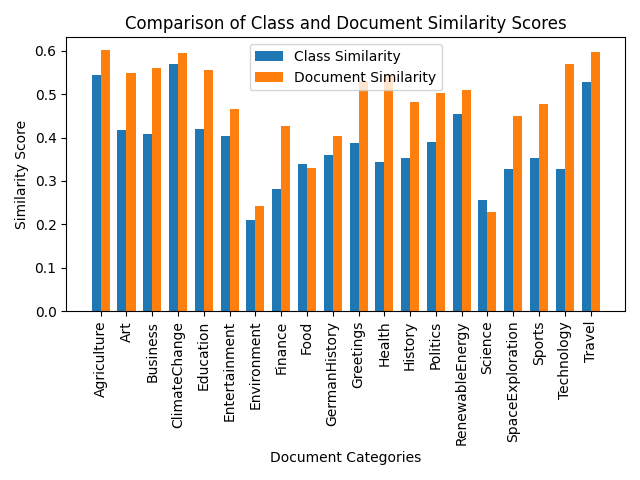 Comparison of Class and Document Similarity Scores
Class Similarity
Document Similarity
Similarity Score
0.6
0.5
0.4
0.3
0.2
0.1
0.0
Agriculture
Art
Business
ClimateChange
Education
Entertainment
Environment
Finance
Food
GermanHistory
Greetings
Health
History
Politics
RenewableEnergy
Science
SpaceExploration
Sports
Technology
Travel
Document Categories